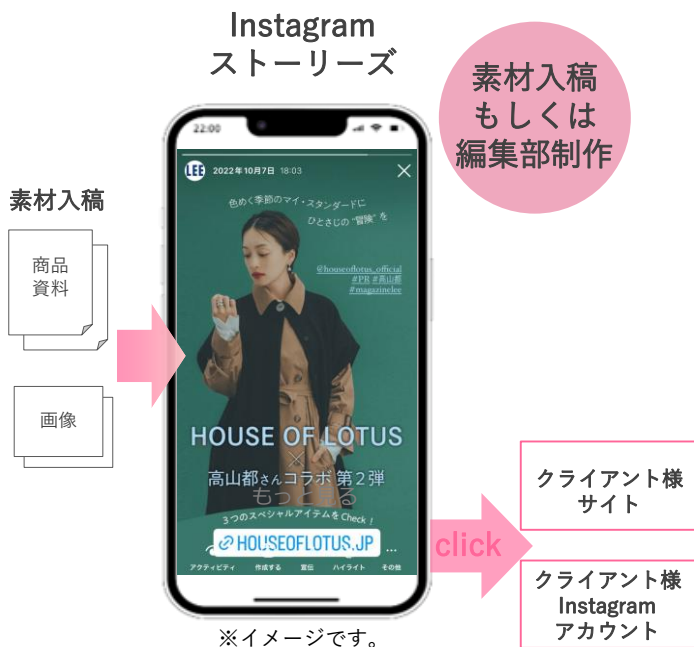 Instagram
ストーリーズ
素材入稿
もしくは
編集部制作
素材入稿
商品
資料
画像
22:00
LEE 2022年10月7日 18:03
色めく季節のマイ・スタンダードに
ひとさじの“冒険”を
@houseoflotus_official
#PR #高山都
#magazinelee
HOUSE OF LOTUS
×
高山都さんコラボ 第2弾
もっと見る
3つのスペシャルアイテムをCheck!
HOUSEOFLOTUS.JP
アクティビティ 作成する 宣伝 ハイライト その他
※イメージです。
click
クライアント様
サイト
クライアント様
Instagram
アカウント